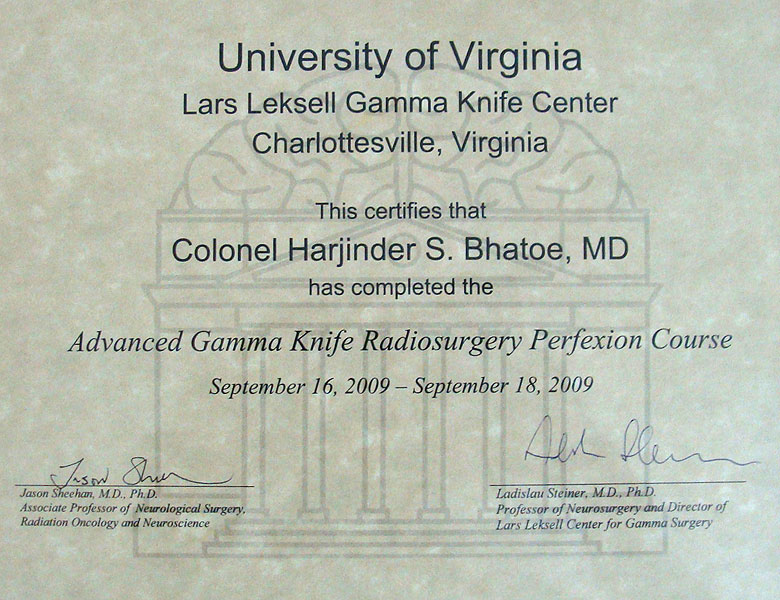 University of Virginia
Lars Leksell Gamma Knife Center
Charlottesville, Virginia
This certifies that
Colonel Harjinder S. Bhatoe, MD
has completed the
Advanced Gamma Knife Radiosurgery Perfexion Course
September 16, 2009 – September 18, 2009
Jason Sheehan, M.D., Ph.D.
Associate Professor of Neurological Surgery,
Radiation Oncology and Neuroscience
Ladislau Steiner, M.D., Ph.D.
Professor of Neurosurgery and Director of
Lars Leksell Center for Gamma Surgery